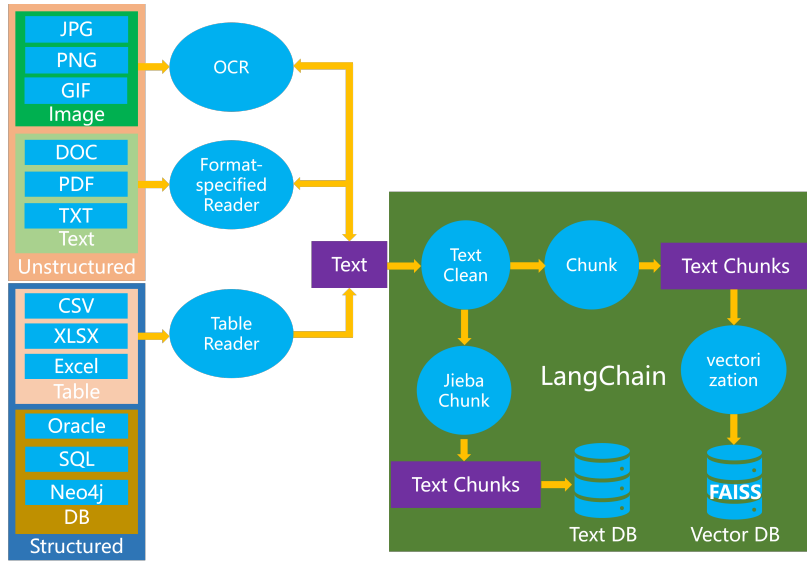 JPG
PNG
GIF
Image
DOC
PDF
TXT
Text
Unstructured
CSV
XLSX
Excel
Table
Oracle
SQL
Neo4j
DB
Structured
OCR
Format-
specified
Reader
Table
Reader
Text
Text
Clean
Chunk
Text Chunks
Jieba
Chunk
LangChain
vectori
zation
Text Chunks
Text DB
FAISS
Vector DB